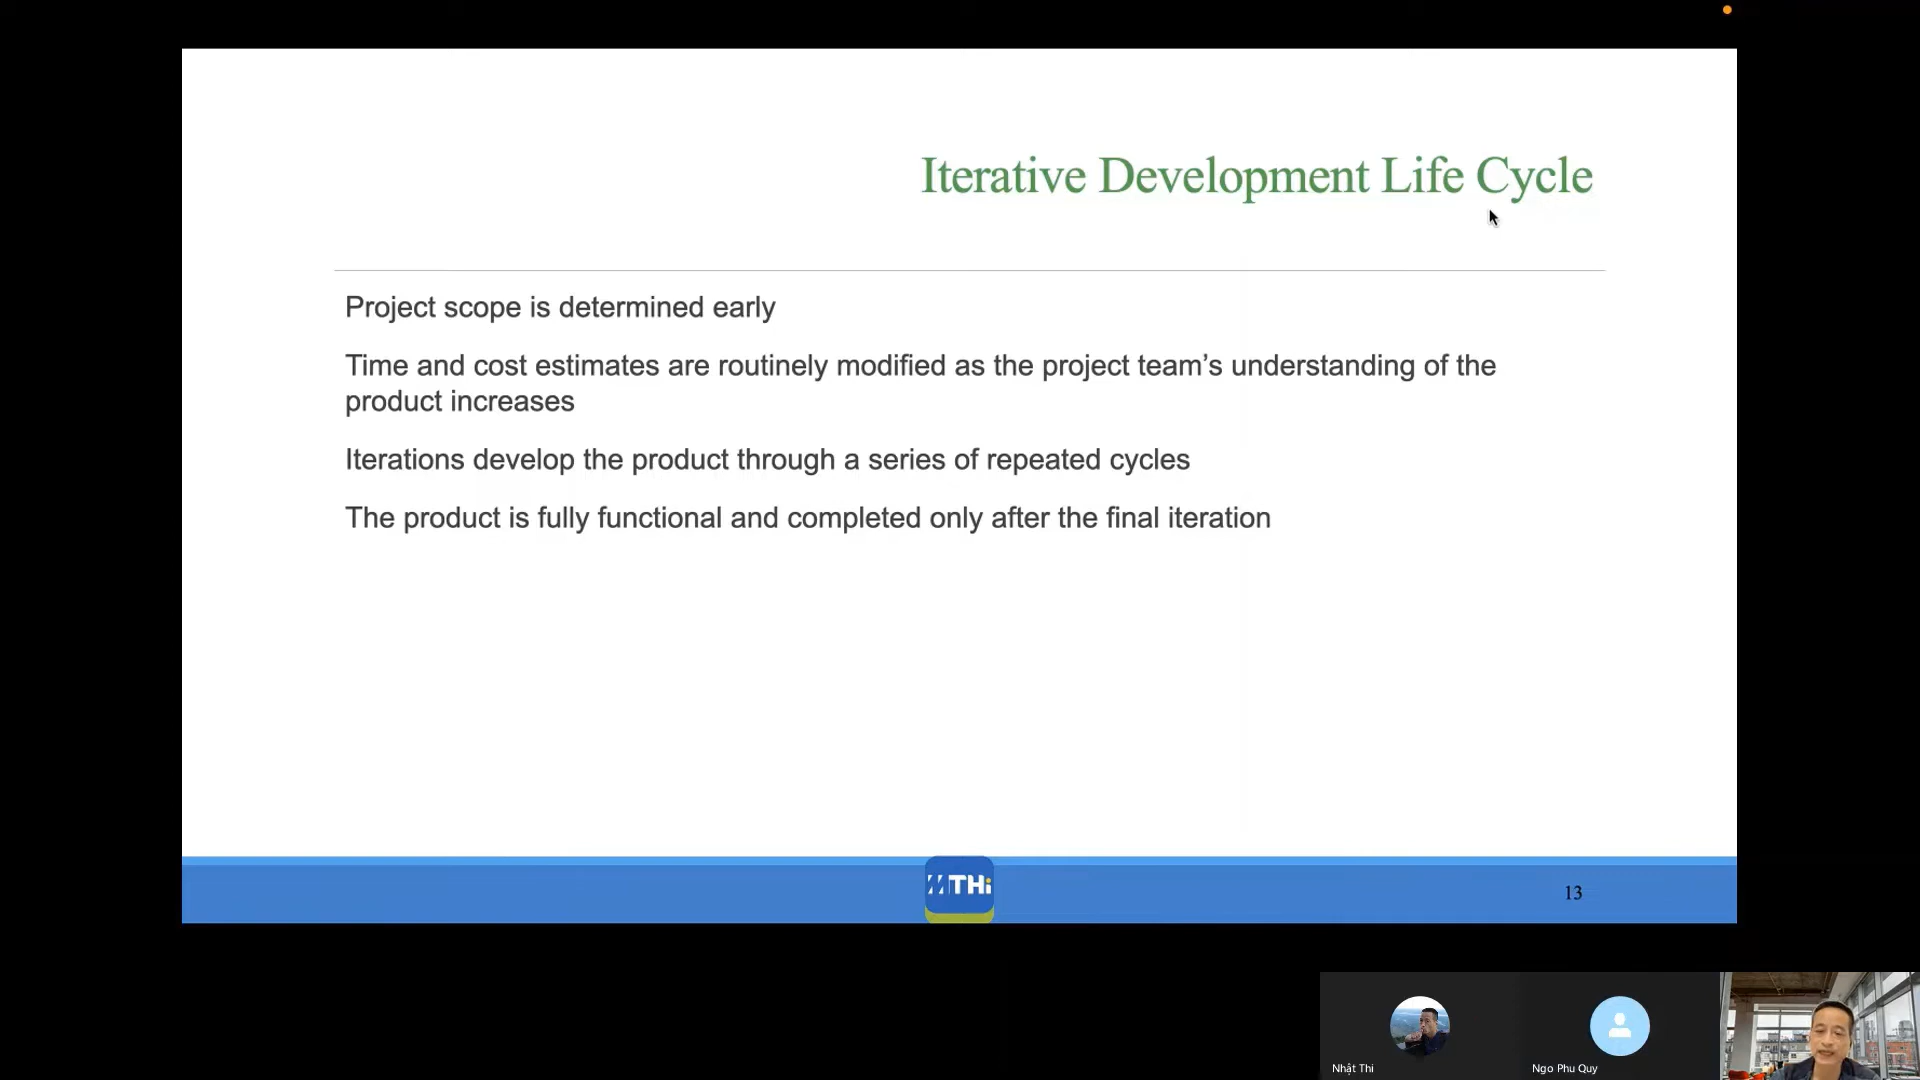 Iterative Development Life Cycle
Project scope is determined early
Time and cost estimates are routinely modified as the project team’s understanding of the
product increases
Iterations develop the product through a series of repeated cycles
The product is fully functional and completed only after the final iteration
MTHi
13
Nhật Thi
Ngo Phu Quy